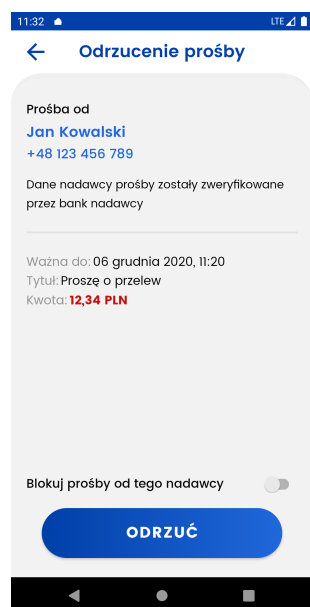 11:32 LTE
Odrzucenie prośby
Prośba od
Jan Kowalski
+48 123 456 789
Dane nadawcy prośby zostały zweryfikowane
przez bank nadawcy
Ważna do: 06 grudnia 2020, 11:20
Tytuł: Proszę o przelew
Kwota: 12,34 PLN
Blokuj prośby od tego nadawcy
ODRZUĆ